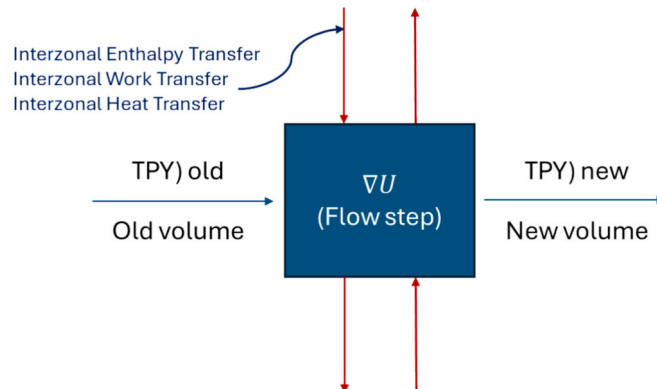 Interzonal Enthalpy Transfer
Interzonal Work Transfer
Interzonal Heat Transfer
TPY) old
Old volume
∇U
(Flow step)
TPY) new
New volume